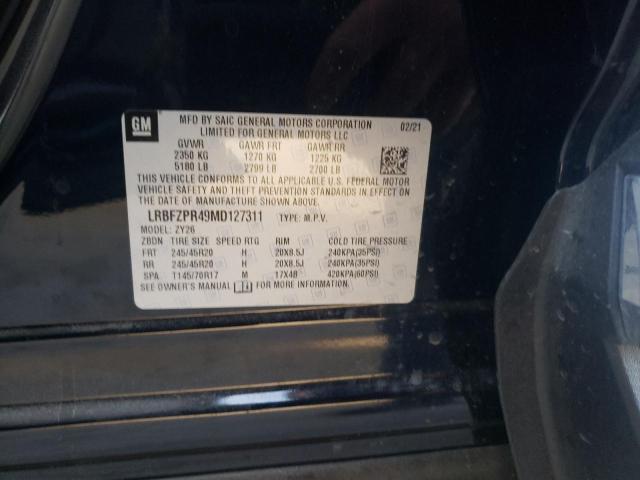 GM
MFD BY SAIC GENERAL MOTORS CORPORATION
LIMITED FOR GENERAL MOTORS LLC
02/21
GVWR GAWR FRT GAWR RR
2350 KG 1270 KG 1225 KG
5180 LB 2799 LB 2700 LB
THIS VEHICLE CONFORMS TO ALL APPLICABLE U.S. FEDERAL MOTOR
VEHICLE SAFETY AND THEFT PREVENTION STANDARDS IN EFFECT ON
THE DATE OF MANUFACTURE SHOWN ABOVE.
LRBFZPR49MD127311 TYPE: M.P.V.
MODEL: ZY26
ZBDN TIRE SIZE SPEED RTG RIM COLD TIRE PRESSURE
FRT 245/45R20 H 20X8.5J 240KPA(35PSI)
RR 245/45R20 H 20X8.5J 240KPA(35PSI)
SPA T145/70R17 M 17X4B 420KPA(60PSI)
SEE OWNER'S MANUAL FOR MORE INFORMATION